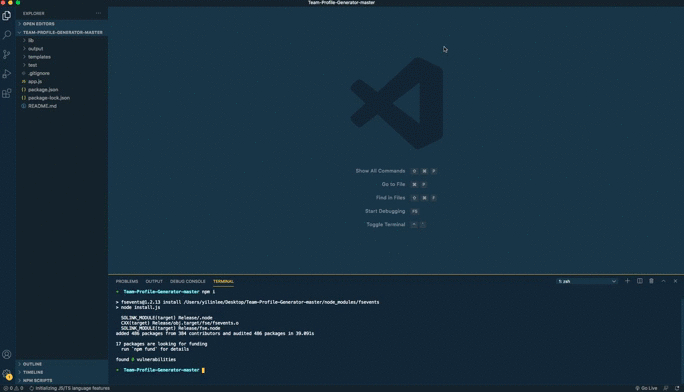 Team-Profile-Generator-master
EXPLORER
OPEN EDITORS
TEAM-PROFILE-GENERATOR-MASTER
lib
output
templates
test
.gitignore
JS app.js
{} package.json
{} package-lock.json
README.md
Show All Commands ⇧ ⌘ P
Go to File ⌘ P
Find in Files ⇧ ⌘ F
Start Debugging F5
Toggle Terminal ⌃ `
PROBLEMS OUTPUT DEBUG CONSOLE TERMINAL 1: zsh
→ Team-Profile-Generator-master npm i
> fsevents@1.2.13 install /Users/yilinlee/Desktop/Team-Profile-Generator-master/node_modules/fsevents
> node install.js
SOLINK_MODULE(target) Release/.node
CXX(target) Release/obj.target/fse/fsevents.o
SOLINK_MODULE(target) Release/fse.node
added 486 packages from 384 contributors and audited 486 packages in 39.091s
17 packages are looking for funding
run `npm fund` for details
found 0 vulnerabilities
→ Team-Profile-Generator-master
OUTLINE
TIMELINE
NPM SCRIPTS
0 0 Initializing JS/TS language features
Go Live